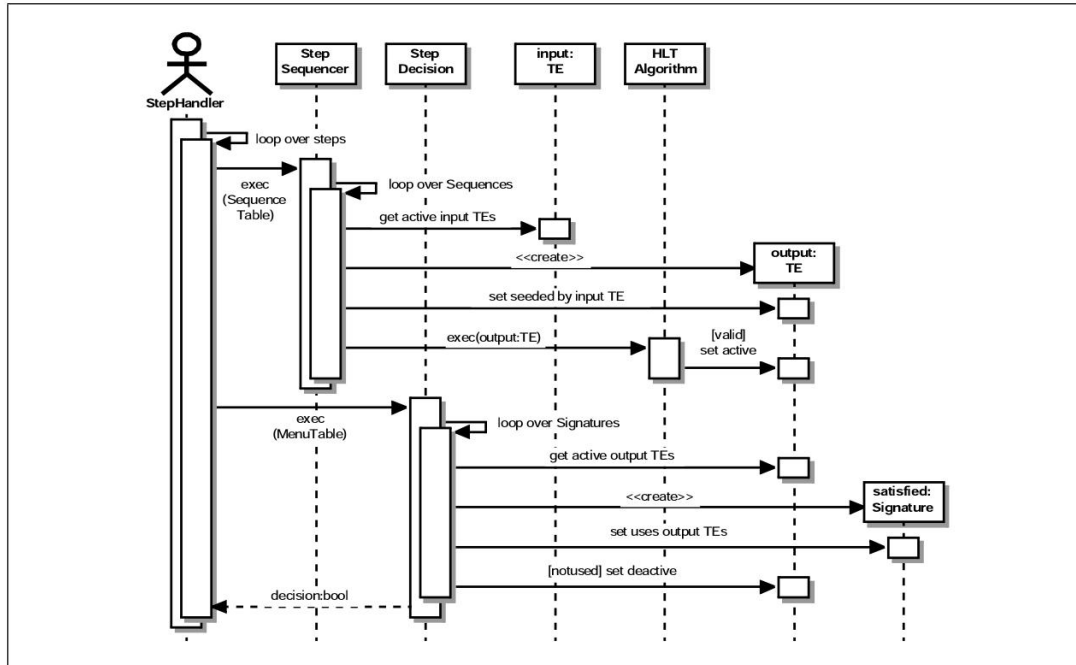 Step
Sequencer
Step
Decision
input:
TE
HLT
Algorithm
StepHandler
loop over steps
exec
(Sequence
Table)
loop over Sequences
get active input TEs
<<create>>
output:
TE
set seeded by input TE
exec(output:TE)
[valid]
set active
exec
(MenuTable)
loop over Signatures
get active output TEs
<<create>>
satisfied:
Signature
set uses output TEs
[notused] set deactive
decision:bool